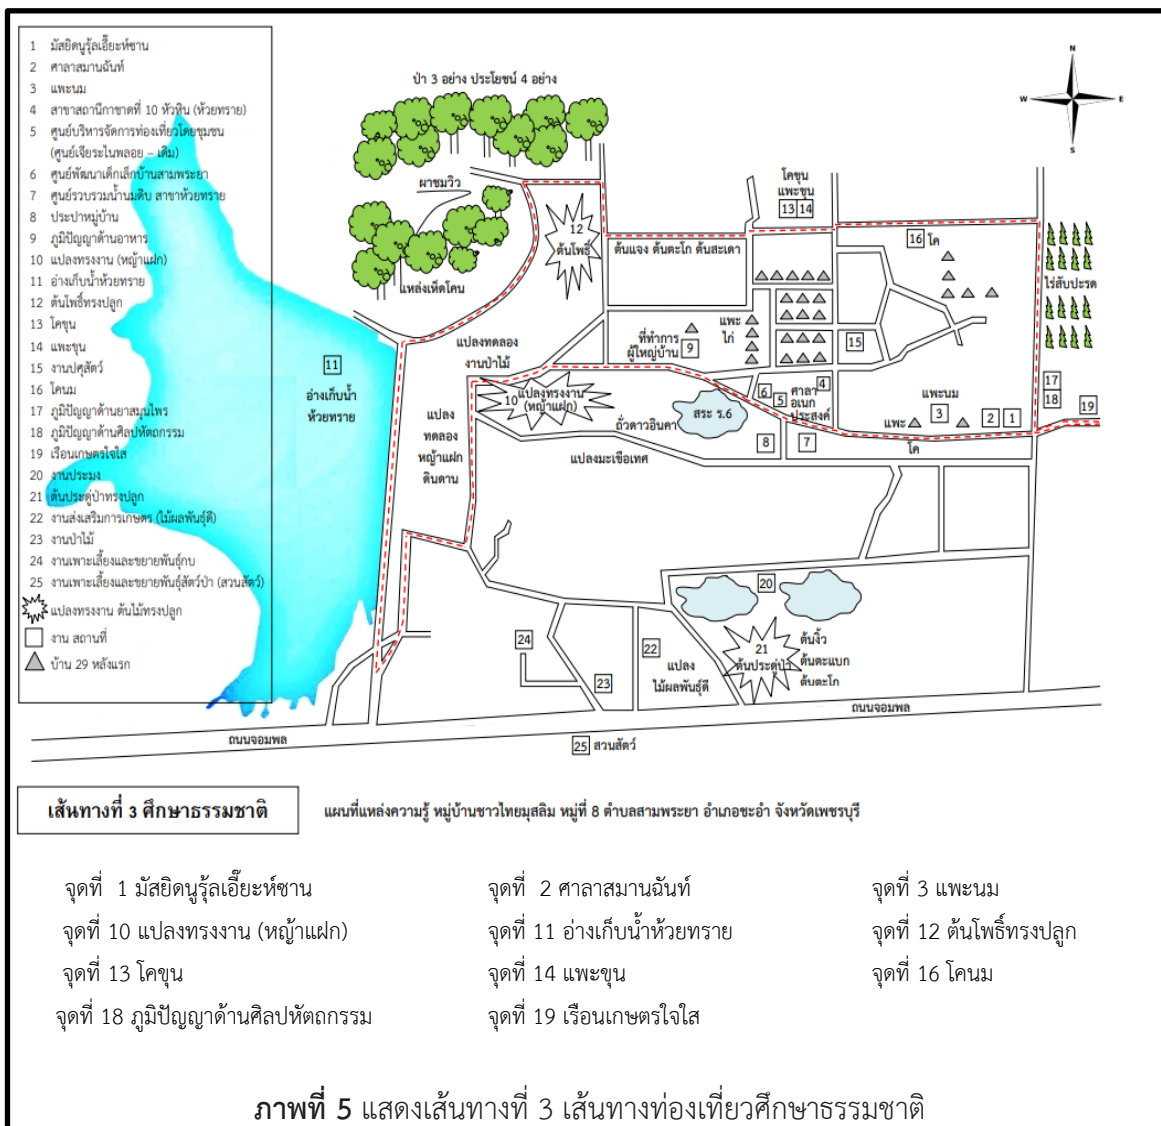 1 มัสยิดนูรุ้ลเอี๊ยะห์ซาน
2 ศาลาสมานฉันท์
3 แพะนม
4 สาขาสถานีกาชาดที่ 10 หัวหิน (ห้วยทราย)
5 ศูนย์บริหารจัดการท่องเที่ยวโดยชุมชน
(ศูนย์เจียระไนพลอย – เดิม)
6 ศูนย์พัฒนาเด็กเล็กบ้านสามพระยา
7 ศูนย์รวบรวมน้ำนมดิบ สาขาห้วยทราย
8 ประปาหมู่บ้าน
9 ภูมิปัญญาด้านอาหาร
10 แปลงทรงงาน (หญ้าแฝก)
11 อ่างเก็บน้ำห้วยทราย
12 ต้นโพธิ์ทรงปลูก
13 โคขุน
14 แพะขุน
15 งานปศุสัตว์
16 โคนม
17 ภูมิปัญญาด้านยาสมุนไพร
18 ภูมิปัญญาด้านศิลปหัตถกรรม
19 เรือนเกษตรใจใส
20 งานประมง
21 ต้นประดู่ป่าทรงปลูก
22 งานส่งเสริมการเกษตร (ไม้ผลพันธุ์ดี)
23 งานป่าไม้
24 งานเพาะเลี้ยงและขยายพันธุ์กบ
25 งานเพาะเลี้ยงและขยายพันธุ์สัตว์ป่า (สวนสัตว์)
แปลงทรงงาน ต้นไม้ทรงปลูก
งาน สถานที่
บ้าน 29 หลังแรก
N
W E
S
ป่า 3 อย่าง ประโยชน์ 4 อย่าง
ผาชมวิว
แหล่งเห็ดโคน
12
ต้นโพธิ์
ต้นแจง ต้นตะโก ต้นสะเดา
โคขุน
แพะขุน
13 14
16 โค
ไร่สับปะรด
11
อ่างเก็บน้ำ
ห้วยทราย
แปลงทดลอง
งานป่าไม้
ที่ทำการ
ผู้ใหญ่บ้าน
9
แพะ
ไก่
15
10
แปลงทรงงาน
(หญ้าแฝก)
แปลง
ทดลอง
หญ้าแฝก
ดินดาน
ถั่วดาวอินคา
สระ ร.6
6
5
ศาลา
อเนก
ประสงค์
4
แพะนม
แพะ
3
2
1
17
18
19
8
7
โค
แปลงมะเขือเทศ
20
24
23
22
แปลง
ไม้ผลพันธุ์ดี
21
ต้นประดู่ป่า
ต้นงิ้ว
ต้นตะแบก
ต้นตะโก
ถนนจอมพล
ถนนจอมพล
25 สวนสัตว์
เส้นทางที่ 3 ศึกษาธรรมชาติ
แผนที่แหล่งความรู้ หมู่บ้านชาวไทยมุสลิม หมู่ที่ 8 ตำบลสามพระยา อำเภอชะอำ จังหวัดเพชรบุรี
จุดที่ 1 มัสยิดนูรุ้ลเอี๊ยะห์ซาน จุดที่ 2 ศาลาสมานฉันท์ จุดที่ 3 แพะนม
จุดที่ 10 แปลงทรงงาน (หญ้าแฝก) จุดที่ 11 อ่างเก็บน้ำห้วยทราย จุดที่ 12 ต้นโพธิ์ทรงปลูก
จุดที่ 13 โคขุน จุดที่ 14 แพะขุน จุดที่ 16 โคนม
จุดที่ 18 ภูมิปัญญาด้านศิลปหัตถกรรม จุดที่ 19 เรือนเกษตรใจใส
ภาพที่ 5 แสดงเส้นทางที่ 3 เส้นทางท่องเที่ยวศึกษาธรรมชาติ